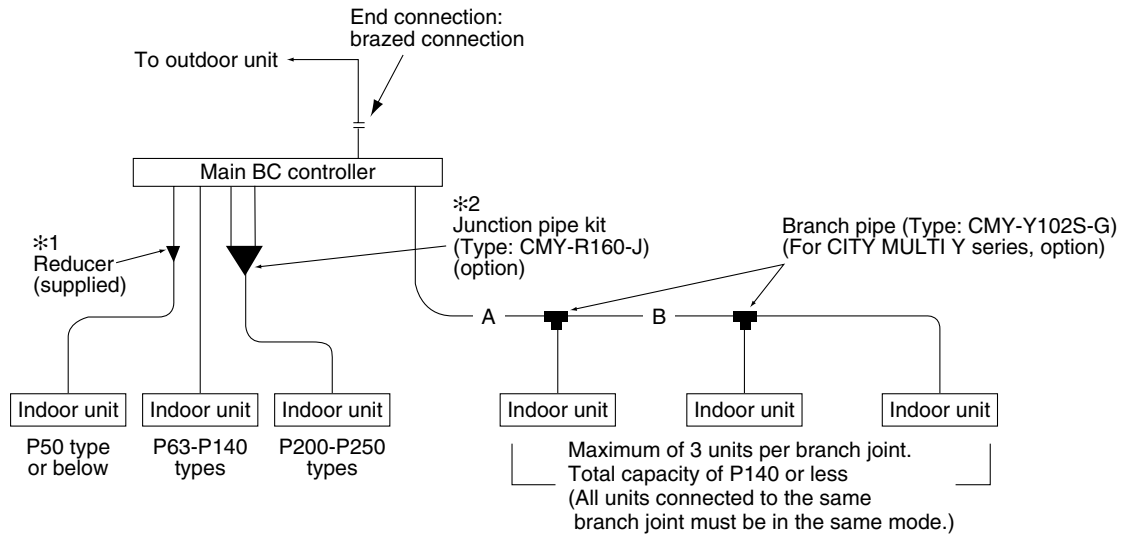 End connection:
brazed connection
To outdoor unit
Main BC controller
✻1
Reducer
(supplied)
✻2
Junction pipe kit
(Type: CMY-R160-J)
(option)
Branch pipe (Type: CMY-Y102S-G)
(For CITY MULTI Y series, option)
A
B
Indoor unit
Indoor unit
Indoor unit
Indoor unit
Indoor unit
Indoor unit
P50 type
or below
P63-P140
types
P200-P250
types
Maximum of 3 units per branch joint.
Total capacity of P140 or less
(All units connected to the same
branch joint must be in the same mode.)